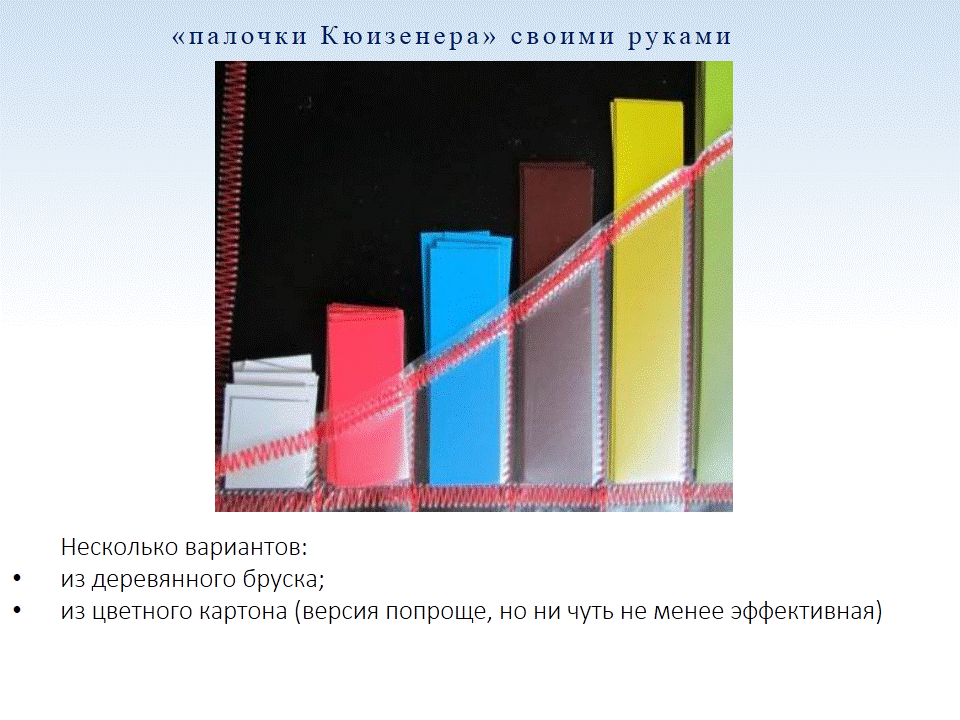 «палочки Кюизенера» своими руками
Несколько вариантов:
• из деревянного бруска;
• из цветного картона (версия попроще, но ни чуть не менее эффективная)